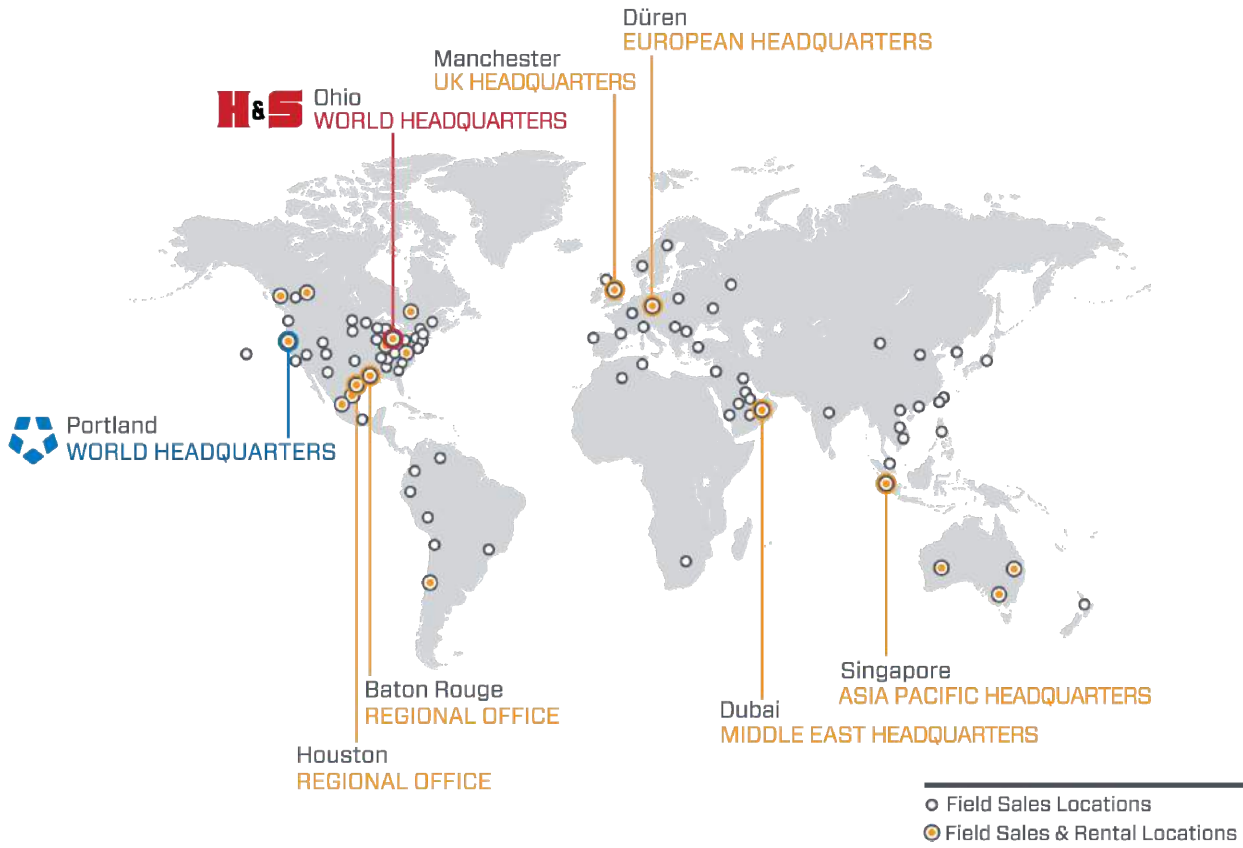 Düren
EUROPEAN HEADQUARTERS
Manchester
UK HEADQUARTERS
H&S
Ohio
WORLD HEADQUARTERS
Portland
WORLD HEADQUARTERS
Baton Rouge
REGIONAL OFFICE
Houston
REGIONAL OFFICE
Singapore
ASIA PACIFIC HEADQUARTERS
Dubai
MIDDLE EAST HEADQUARTERS
Field Sales Locations
Field Sales & Rental Locations